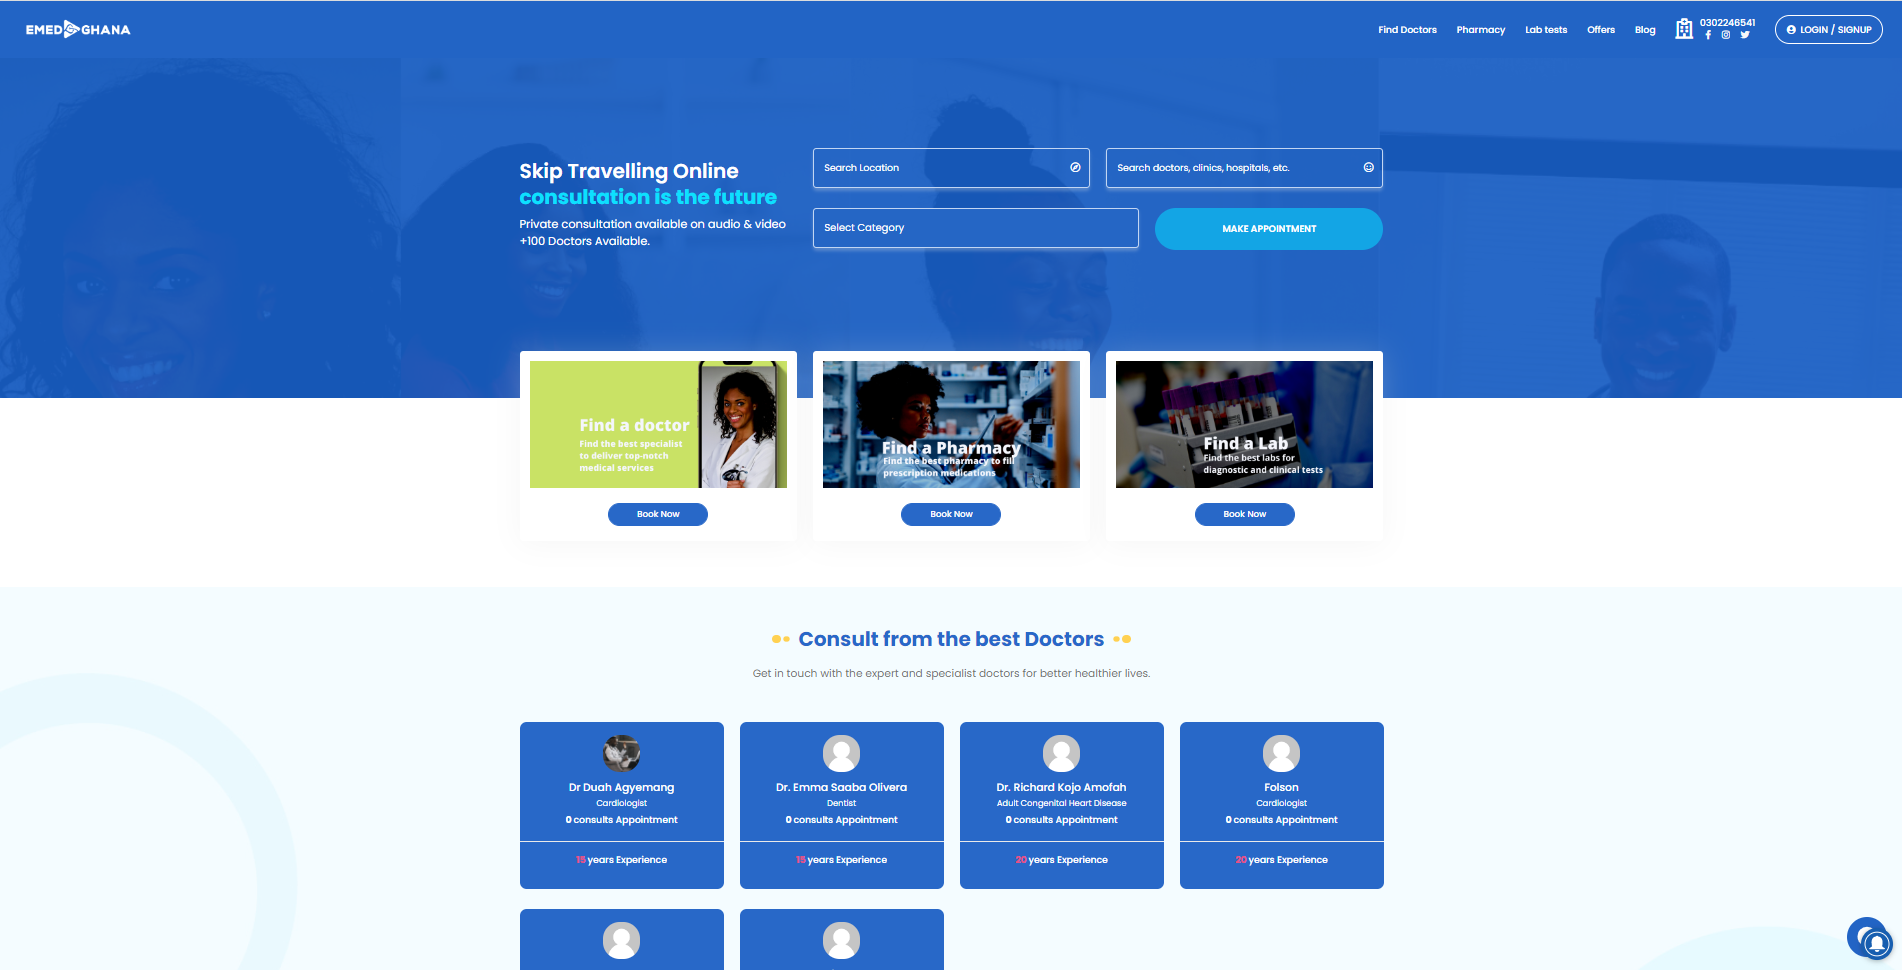 EMED GHANA
Find Doctors
Pharmacy
Lab tests
Offers
Blog
0302246541
LOGIN / SIGNUP
Skip Travelling Online
consultation is the future
Private consultation available on audio & video
+100 Doctors Available.
Search Location
Search doctors, clinics, hospitals, etc.
Select Category
MAKE APPOINTMENT
Find a doctor
Find the best specialist
to deliver top-notch
medical services
Book Now
Find a Pharmacy
Find the best pharmacy to fill
prescription medications
Book Now
Find a Lab
Find the best labs for
diagnostic and clinical tests
Book Now
Consult from the best Doctors
Get in touch with the expert and specialist doctors for better healthier lives.
Dr Duah Agyemang
Cardiologist
0 consults Appointment
15 years Experience
Dr. Emma Saaba Olivera
Dentist
0 consults Appointment
15 years Experience
Dr. Richard Kojo Amofah
Adult Congenital Heart Disease
0 consults Appointment
20 years Experience
Folson
Cardiologist
0 consults Appointment
20 years Experience